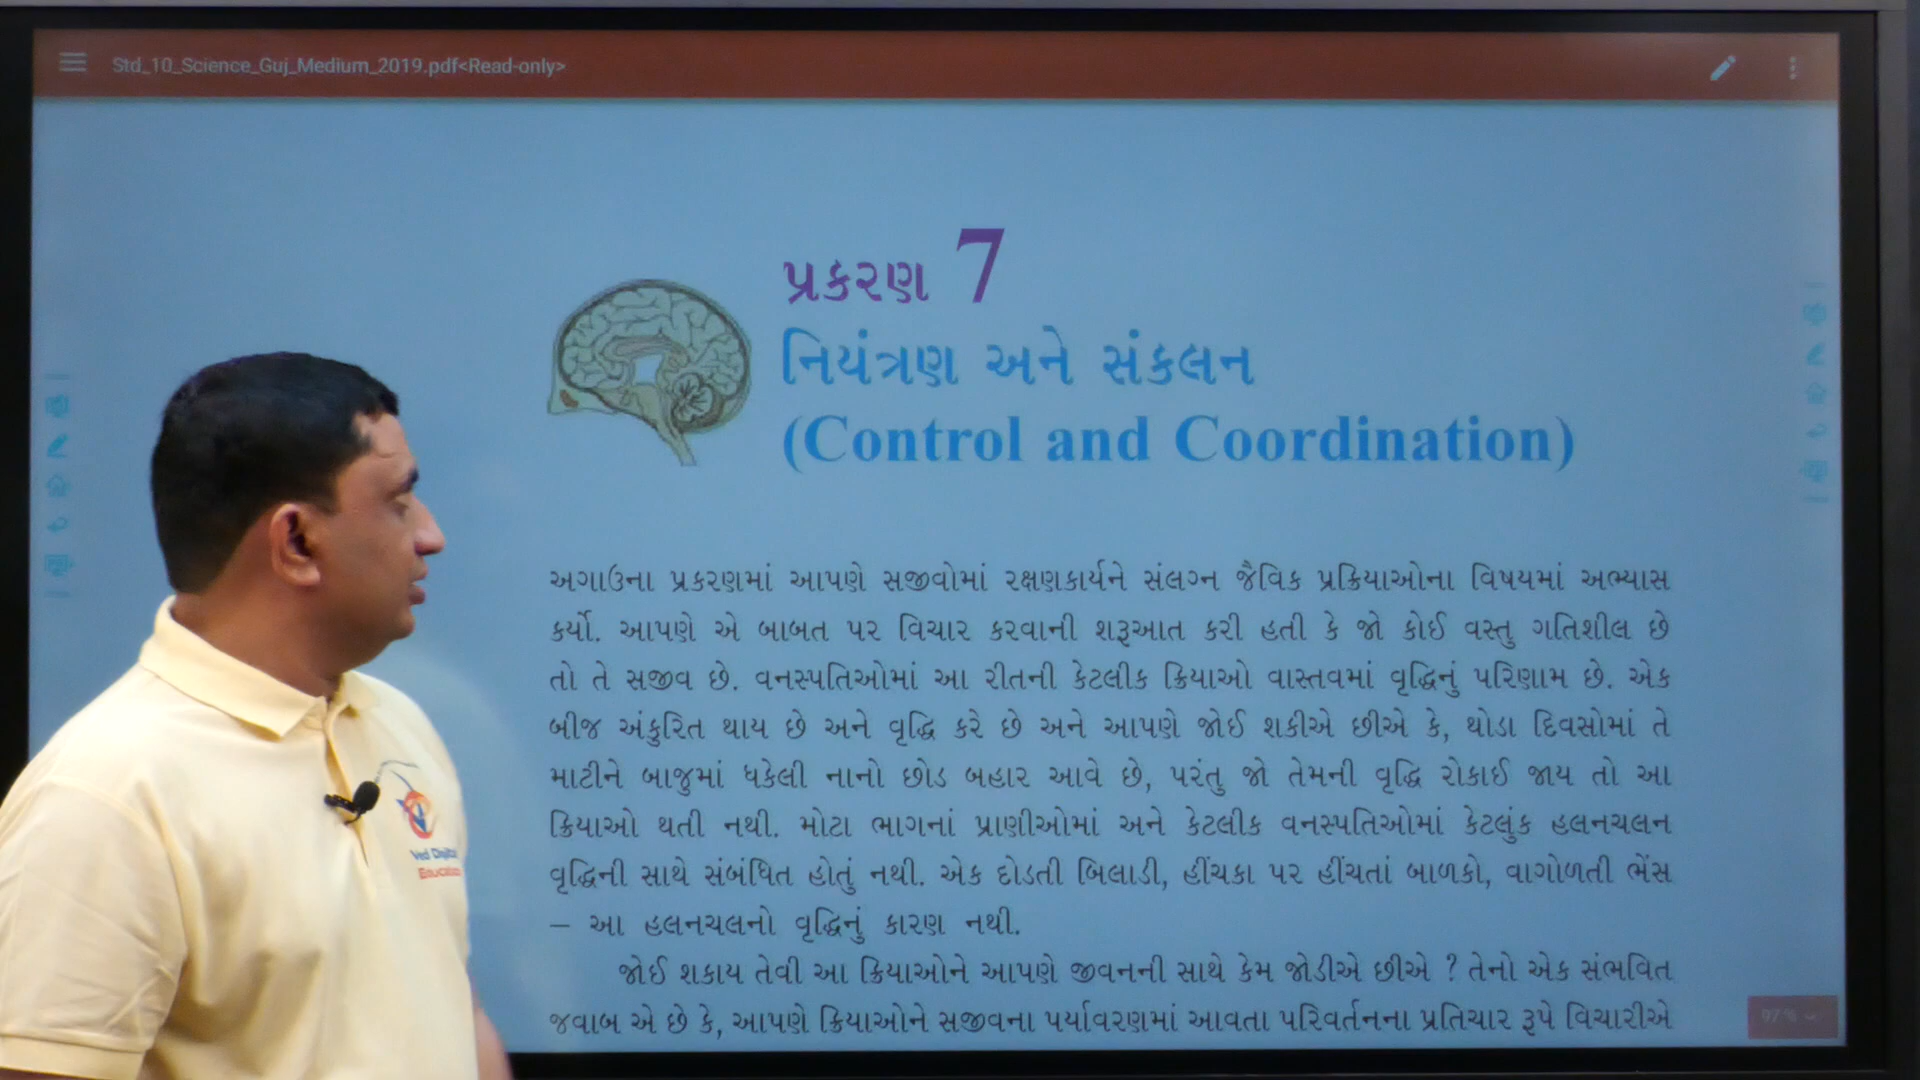 Std_10_Science_Guj_Medium_2019.pdf<Read-only>
પ્રકરણ 7
નિયંત્રણ અને સંકલન
(Control and Coordination)
અગાઉના પ્રકરણમાં આપણે સજીવોમાં રક્ષણકાર્યને સંલગ્ન જૈવિક પ્રક્રિયાઓના વિષયમાં અભ્યાસ
કર્યો. આપણે એ બાબત પર વિચાર કરવાની શરૂઆત કરી હતી કે જો કોઈ વસ્તુ ગતિશીલ છે
તો તે સજીવ છે. વનસ્પતિઓમાં આ રીતની કેટલીક ક્રિયાઓ વાસ્તવમાં વૃદ્ધિનું પરિણામ છે. એક
બીજ અંકુરિત થાય છે અને વૃદ્ધિ કરે છે અને આપણે જોઈ શકીએ છીએ કે, થોડા દિવસોમાં તે
માટીને બાજુમાં ધકેલી નાનો છોડ બહાર આવે છે, પરંતુ જો તેમની વૃદ્ધિ રોકાઈ જાય તો આ
ક્રિયાઓ થતી નથી. મોટા ભાગનાં પ્રાણીઓમાં અને કેટલીક વનસ્પતિઓમાં કેટલુંક હલનચલન
વૃદ્ધિની સાથે સંબંધિત હોતું નથી. એક દોડતી બિલાડી, હીંચકા પર હીંચતાં બાળકો, વાગોળતી ભેંસ
– આ હલનચલનો વૃદ્ધિનું કારણ નથી.
જોઈ શકાય તેવી આ ક્રિયાઓને આપણે જીવનની સાથે કેમ જોડીએ છીએ ? તેનો એક સંભવિત
જવાબ એ છે કે, આપણે ક્રિયાઓને સજીવના પર્યાવરણમાં આવતા પરિવર્તનના પ્રતિચાર રૂપે વિચારીએ
Ved Digital
Education